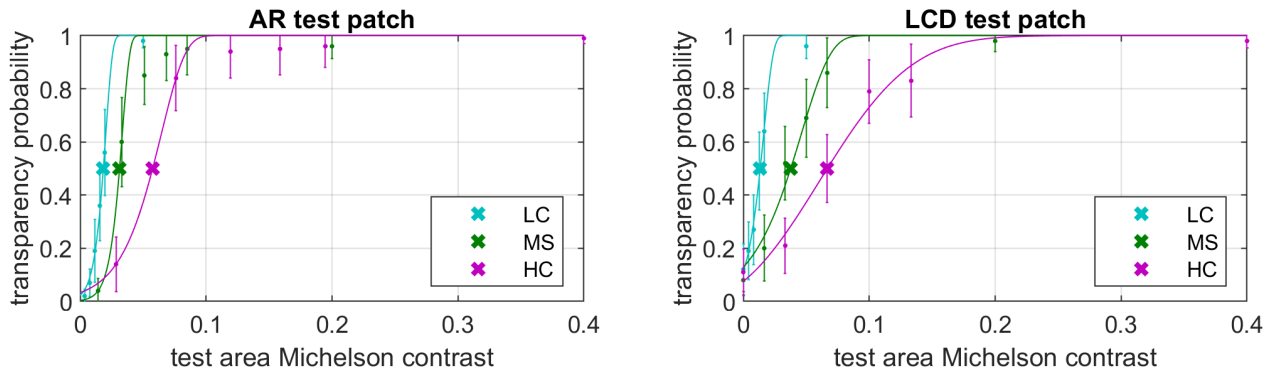 AR test patch
transparency probability
1
0.8
0.6
0.4
0.2
0
0
0.1
0.2
0.3
0.4
test area Michelson contrast
LC
MS
HC
LCD test patch
transparency probability
1
0.8
0.6
0.4
0.2
0
0
0.1
0.2
0.3
0.4
test area Michelson contrast
LC
MS
HC